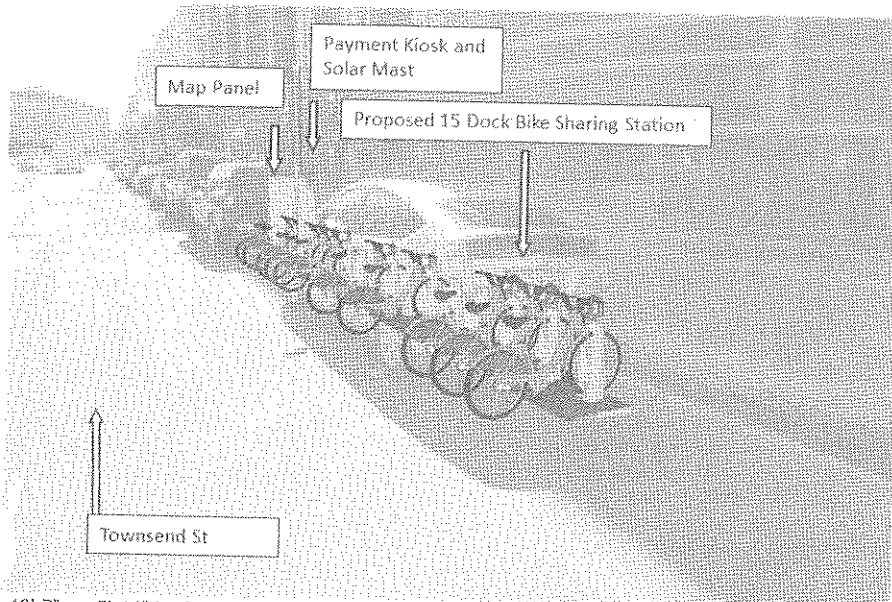 Payment Kiosk and
Solar Mast
Map Panel
Proposed 15 Dock Bike Sharing Station
Townsend St